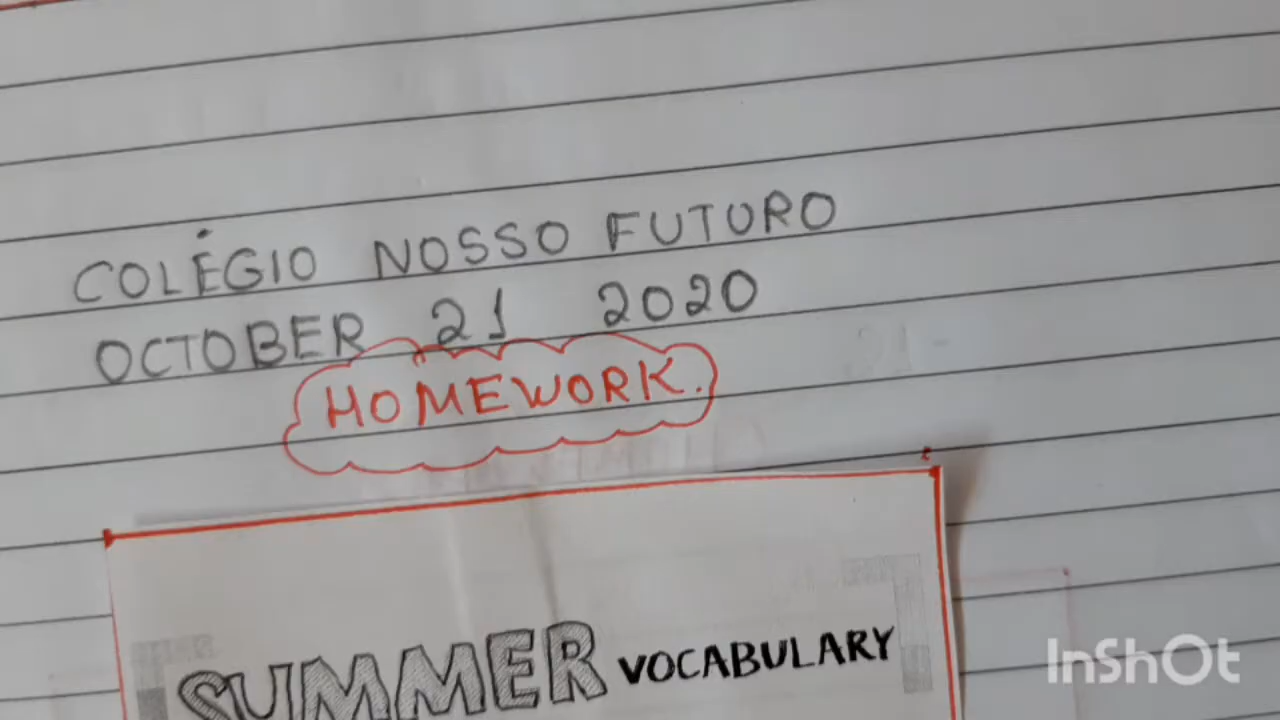 COLÉGIO NOSSO FUTURO
OCTOBER 21 2020
HOMEWORK.
SUMMER VOCABULARY
InShOt